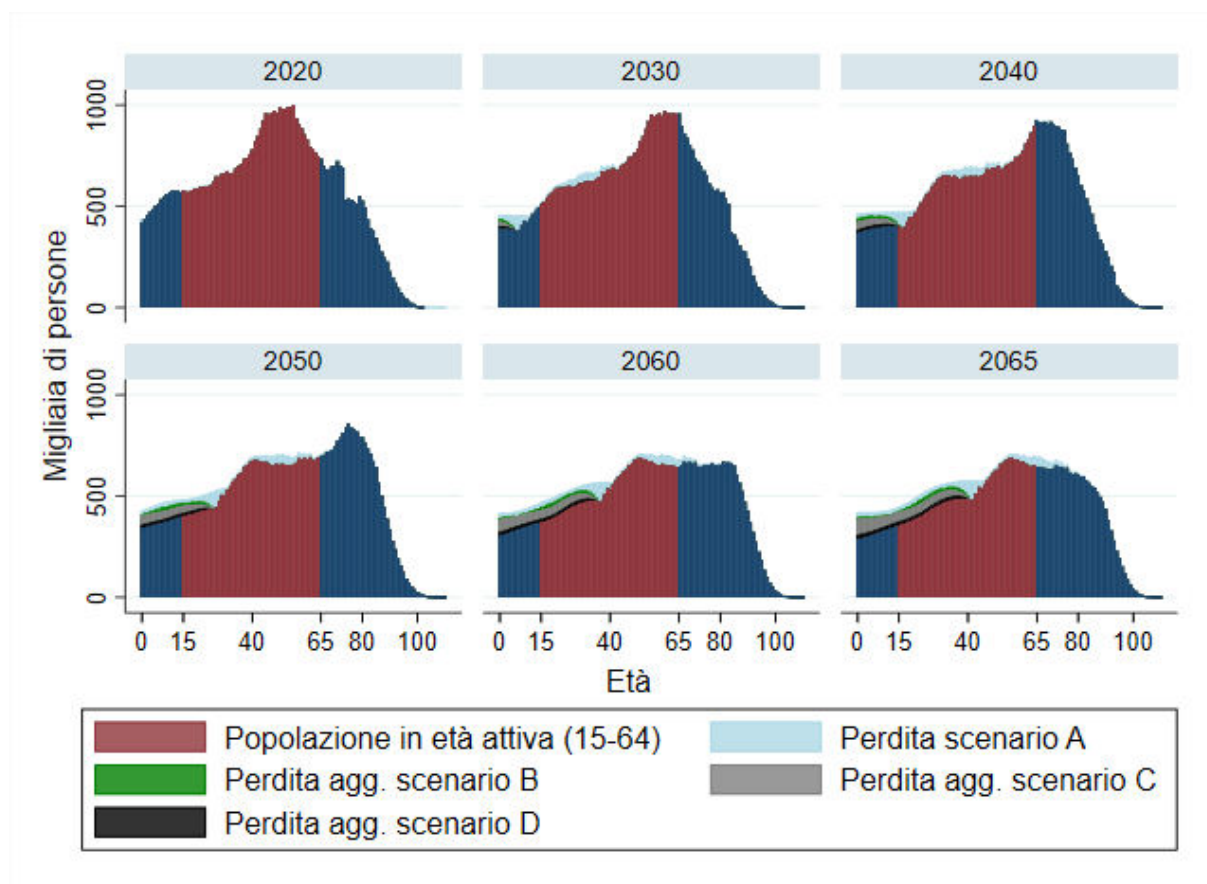 2020 2030 2040
1000
500
0
Migliaia di persone
2050 2060 2065
1000
500
0
0 15 40 65 80 100 0 15 40 65 80 100 0 15 40 65 80 100
Età
Popolazione in età attiva (15-64) Perdita scenario A
Perdita agg. scenario B Perdita agg. scenario C
Perdita agg. scenario D